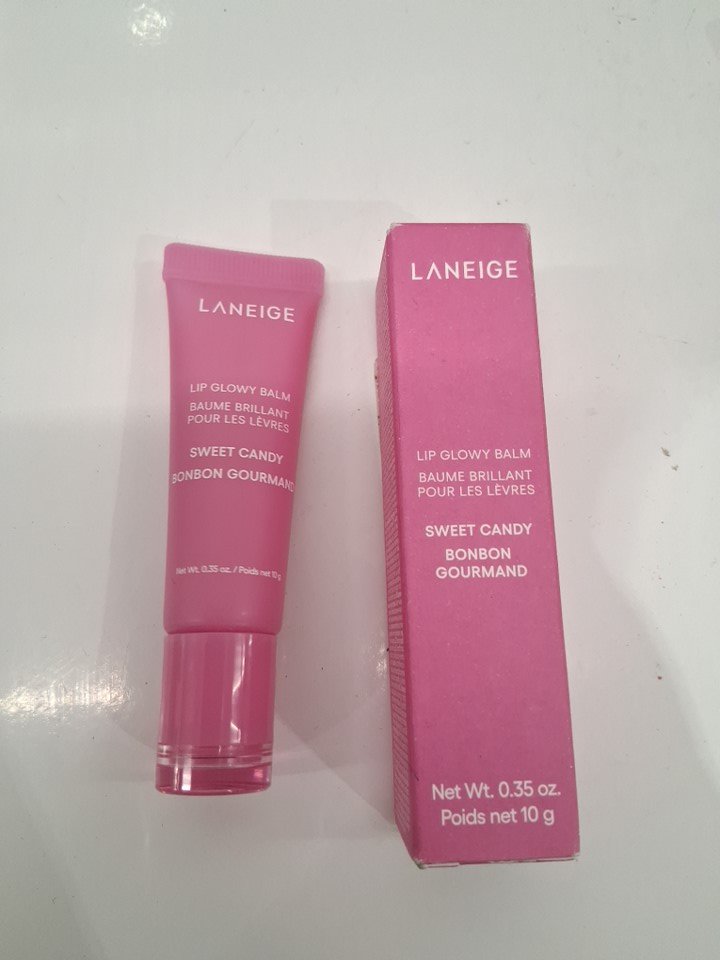 LANEIGE
LIP GLOWY BALM
BAUME BRILLANT
POUR LES LÈVRES
SWEET CANDY
BONBON GOURMAND
Net Wt. 0.35 oz. / Poids net 10 g
LANEIGE
LIP GLOWY BALM
BAUME BRILLANT
POUR LES LÈVRES
SWEET CANDY
BONBON
GOURMAND
Net Wt. 0.35 oz.
Poids net 10 g